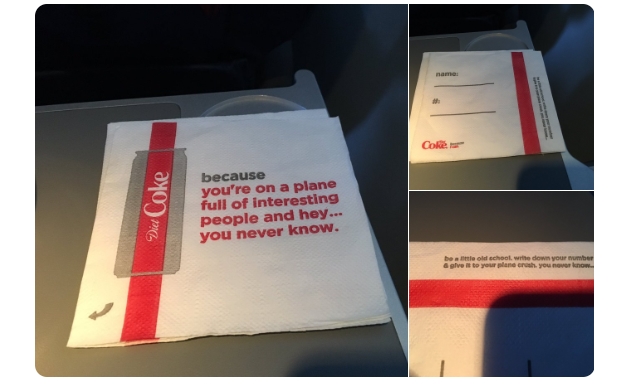 Diet Coke
because
you're on a plane
full of interesting
people and hey...
you never know.
name:
#:
Coke
be a little old school. write down your number
& give it to your plane crush. you never know...